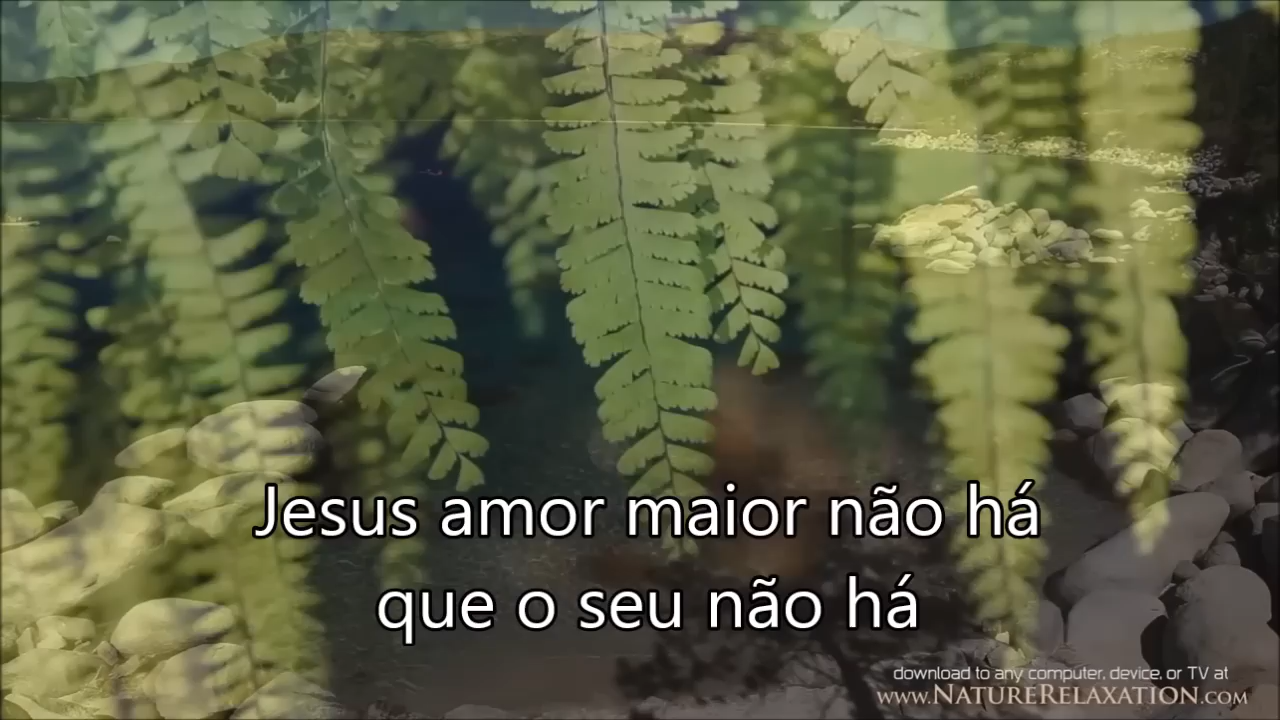 Jesus amor maior não há
que o seu não há
download to any computer, device, or TV at
www.NatureRelaxation.com